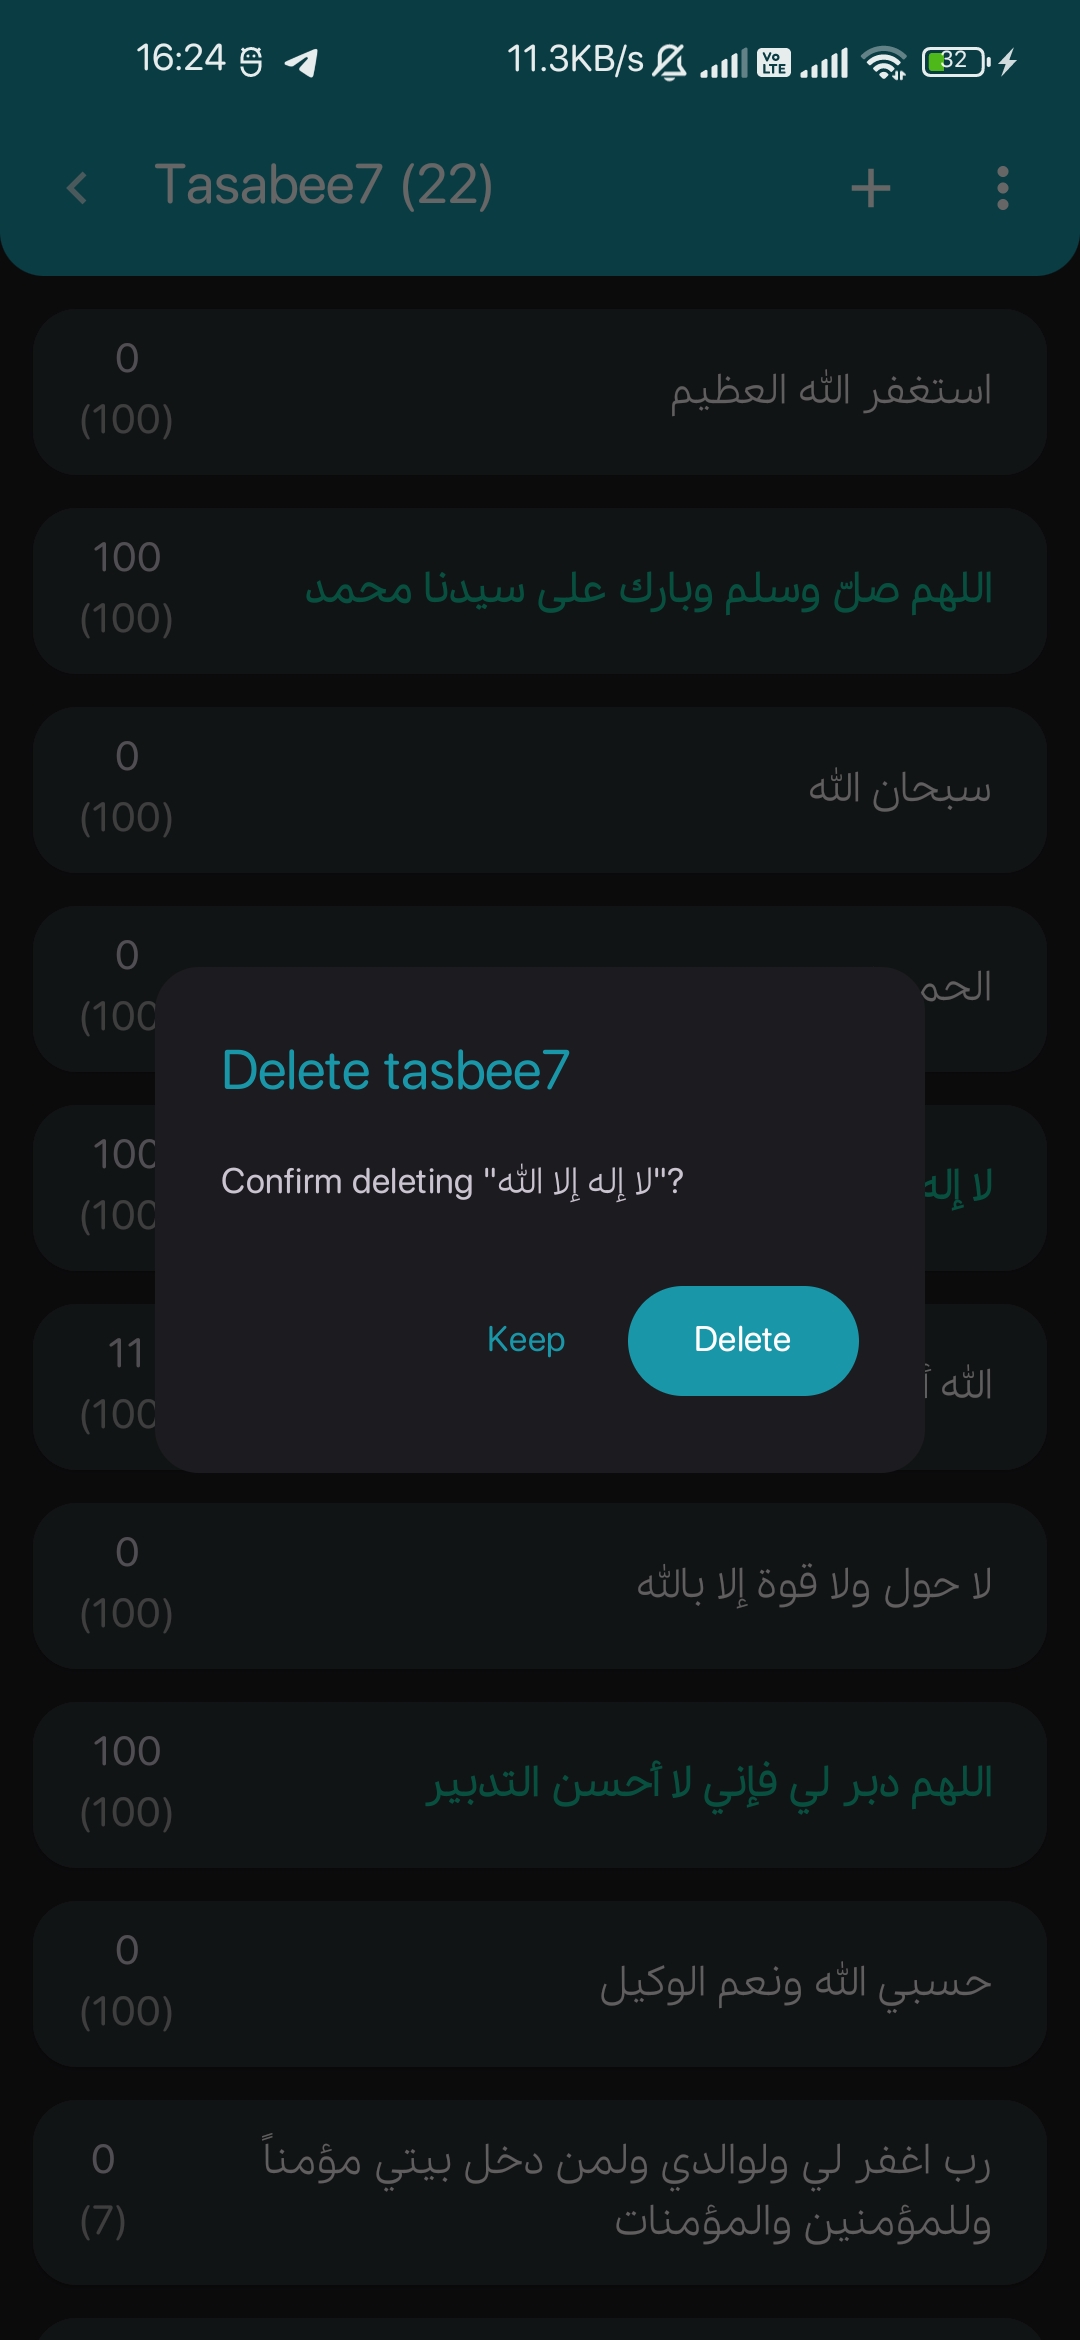 16:24 11.3KB/s Vo LTE 32
Tasabee7 (22)
0
استغفر الله العظيم
(100)
100
اللهم صلّ وسلم وبارك على سيدنا محمد
(100)
0
سبحان الله
(100)
0
الحم
(100
Delete tasbee7
100
Confirm deleting "لا إله إلا الله"?
لا إله
(100
11
Keep Delete
الله أ
(100
0
لا حول ولا قوة إلا بالله
(100)
100
اللهم دبر لي فإني لا أحسن التدبير
(100)
0
حسبي الله ونعم الوكيل
(100)
0
رب اغفر لي ولوالدي ولمن دخل بيتي مؤمناً
(7)
وللمؤمنين والمؤمنات